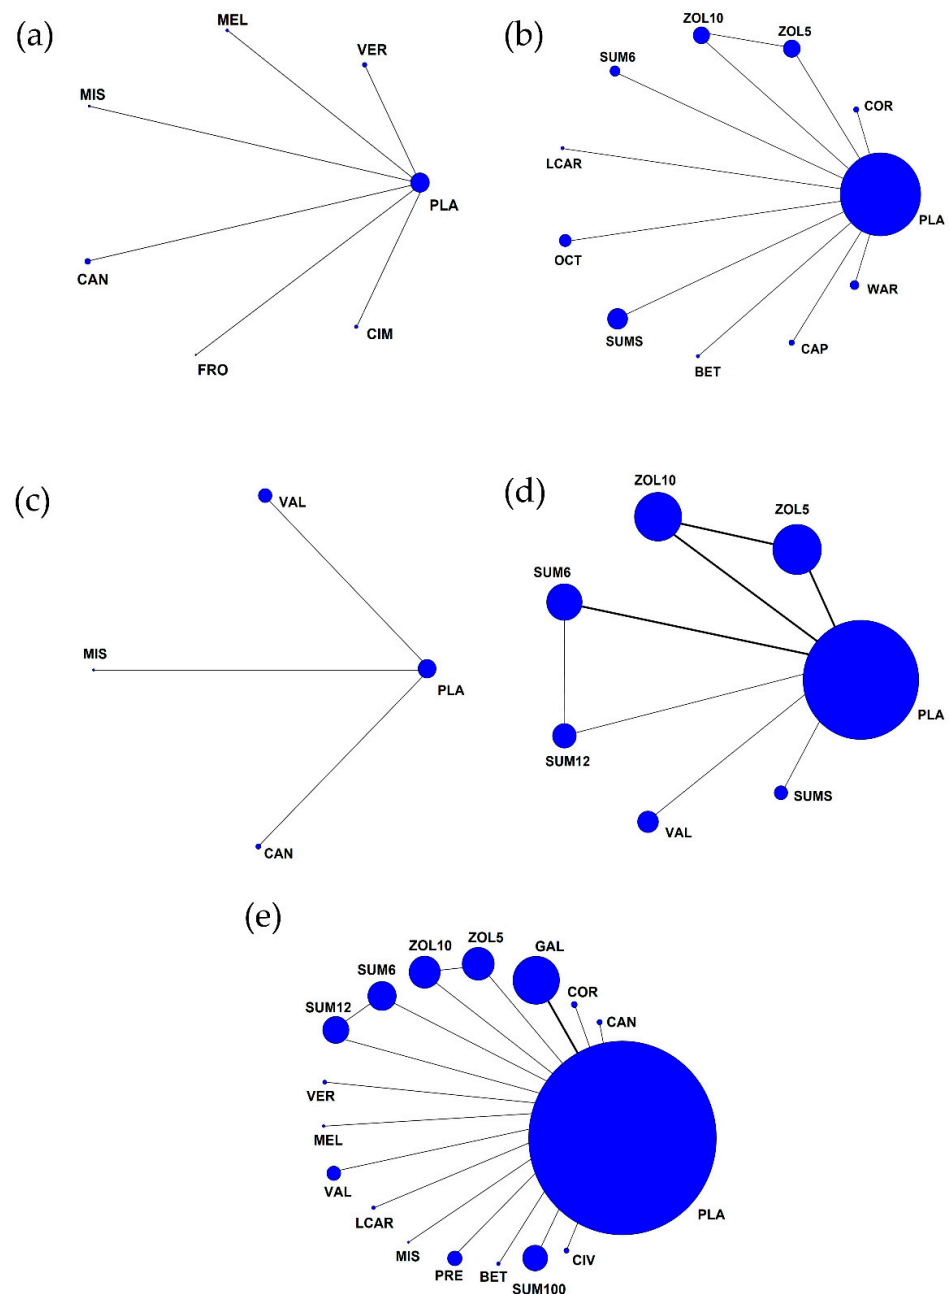 (a)
MEL
VER
MIS
PLA
CAN
CIM
FRO
(b)
ZOL10
ZOL5
SUM6
COR
LCAR
PLA
OCT
WAR
SUMS
CAP
BET
(c)
VAL
MIS
PLA
CAN
(d)
ZOL10
ZOL5
SUM6
PLA
SUM12
SUMS
VAL
(e)
ZOL10
ZOL5
GAL
SUM6
COR
SUM12
CAN
VER
MEL
VAL
PLA
LCAR
MIS
PRE
BET
SUM100
CIV